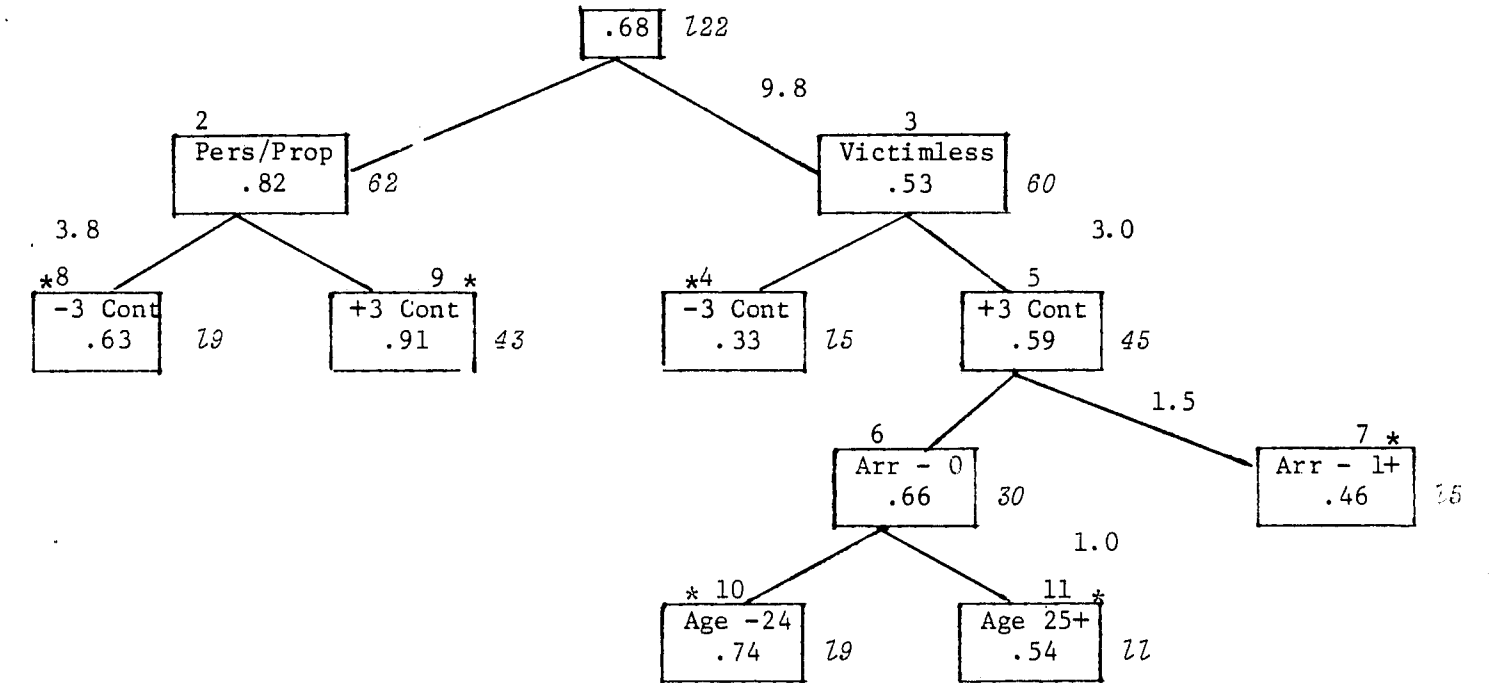 .68 122
9.8
2 3
Pers/Prop Victimless
.82 62 .53 60
3.8 3.0
*8 9 * *4 5
-3 Cont +3 Cont -3 Cont +3 Cont
.63 19 .91 43 .33 15 .59 45
1.5
6 7 *
Arr - 0 Arr - 1+
.66 30 .46 15
1.0
* 10 11 *
Age -24 Age 25+
.74 19 .54 11